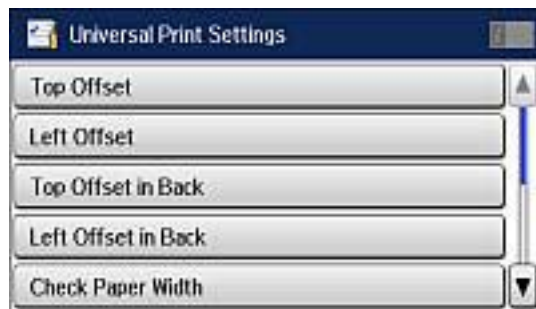 Universal Print Settings
Top Offset
Left Offset
Top Offset in Back
Left Offset in Back
Check Paper Width